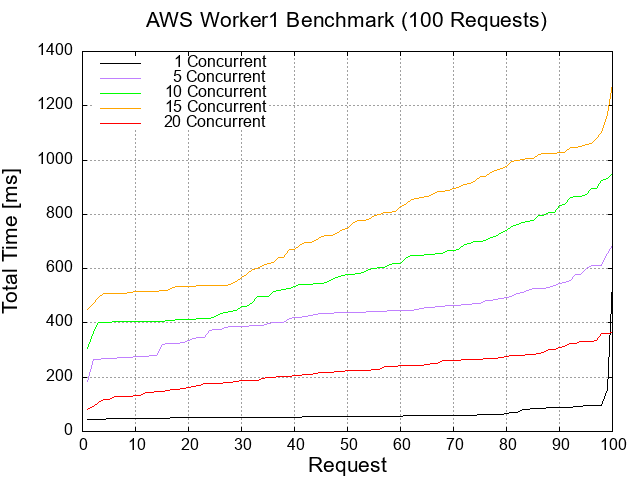 AWS Worker1 Benchmark (100 Requests)
1400
1200
1000
800
600
400
200
0
Total Time [ms]
1 Concurrent
5 Concurrent
10 Concurrent
15 Concurrent
20 Concurrent
0 10 20 30 40 50 60 70 80 90 100
Request